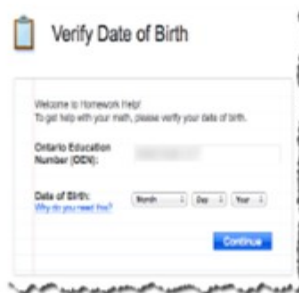 Verify Date of Birth
Welcome to Homework Help!
To get help with your math, please verify your date of birth.
Ontario Education
Number (OEN):
Date of Birth: Month Day Year
Why do you need this?
Continue